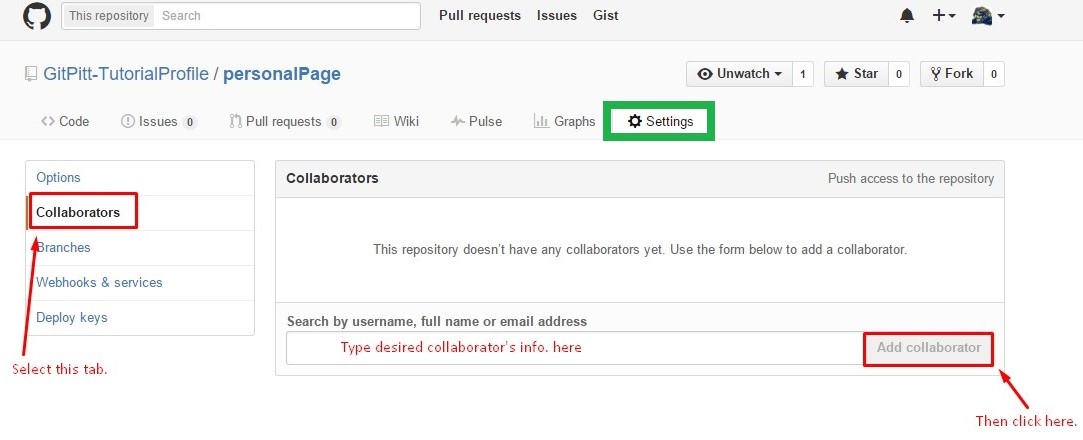 This repository Search Pull requests Issues Gist
GitPitt-TutorialProfile / personalPage Unwatch 1 Star 0 Fork 0
Code Issues 0 Pull requests 0 Wiki Pulse Graphs Settings
Options
Collaborators
Branches
Webhooks & services
Deploy keys
Select this tab.
Collaborators Push access to the repository
This repository doesn't have any collaborators yet. Use the form below to add a collaborator.
Search by username, full name or email address
Type desired collaborator's info. here Add collaborator
Then click here.